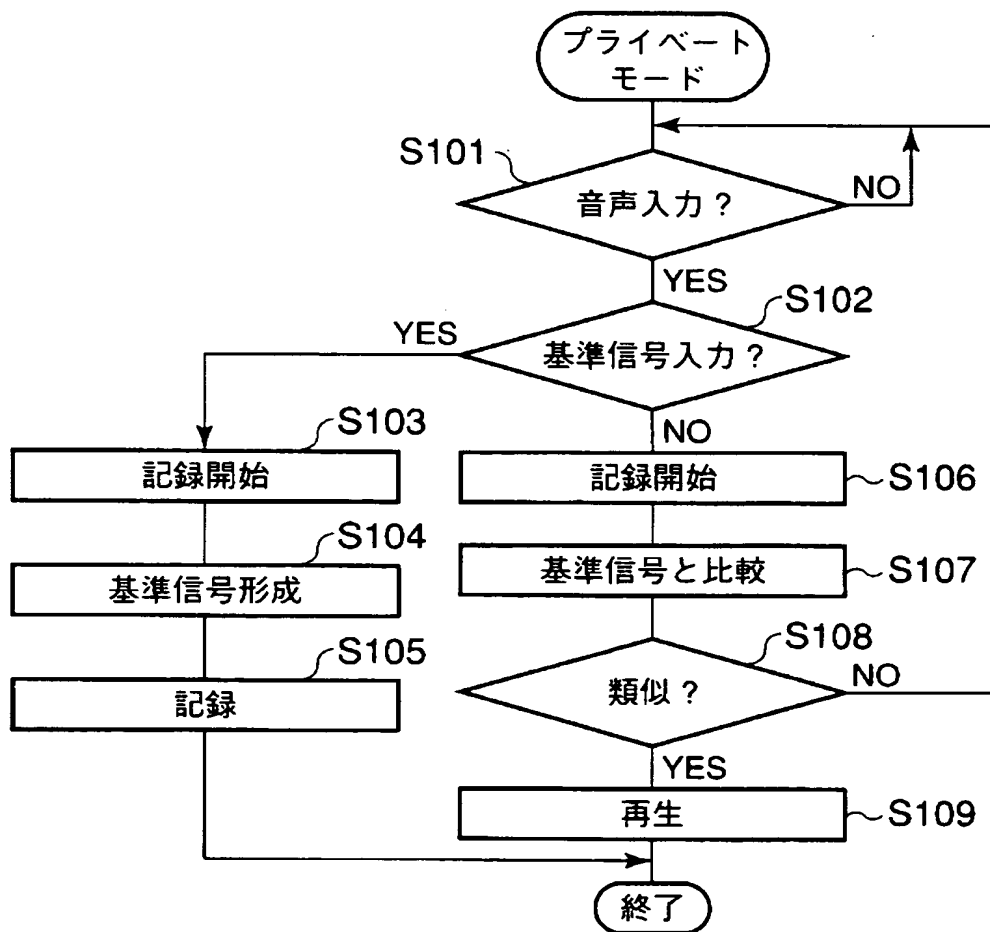 プライベート
モード
S101
音声入力？
NO
YES
S102
YES
基準信号入力？
NO
S103
記録開始
記録開始
S106
S104
基準信号形成
基準信号と比較
S107
S105
記録
S108
類似？
NO
YES
再生
S109
終了